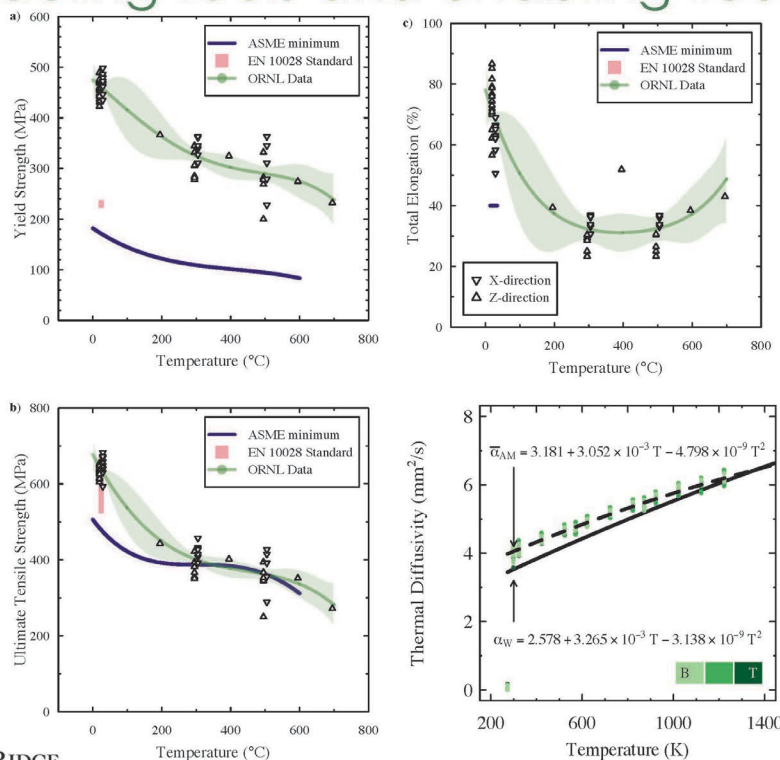 a)
600
500
400
300
200
100
0
Yield Strength (MPa)
0 200 400 600 800
Temperature (°C)
ASME minimum
EN 10028 Standard
ORNL Data
c)
100
80
60
40
20
0
Total Elongation (%)
0 200 400 600 800
Temperature (°C)
ASME minimum
EN 10028 Standard
ORNL Data
X-direction
Z-direction
b)
800
600
400
200
0
Ultimate Tensile Strength (MPa)
0 200 400 600 800
Temperature (°C)
ASME minimum
EN 10028 Standard
ORNL Data
8
6
4
2
0
Thermal Diffusivity (mm²/s)
α̅AM = 3.181 + 3.052 × 10⁻³ T − 4.798 × 10⁻⁹ T²
αW = 2.578 + 3.265 × 10⁻³ T − 3.138 × 10⁻⁹ T²
B T
200 600 1000 1400
Temperature (K)